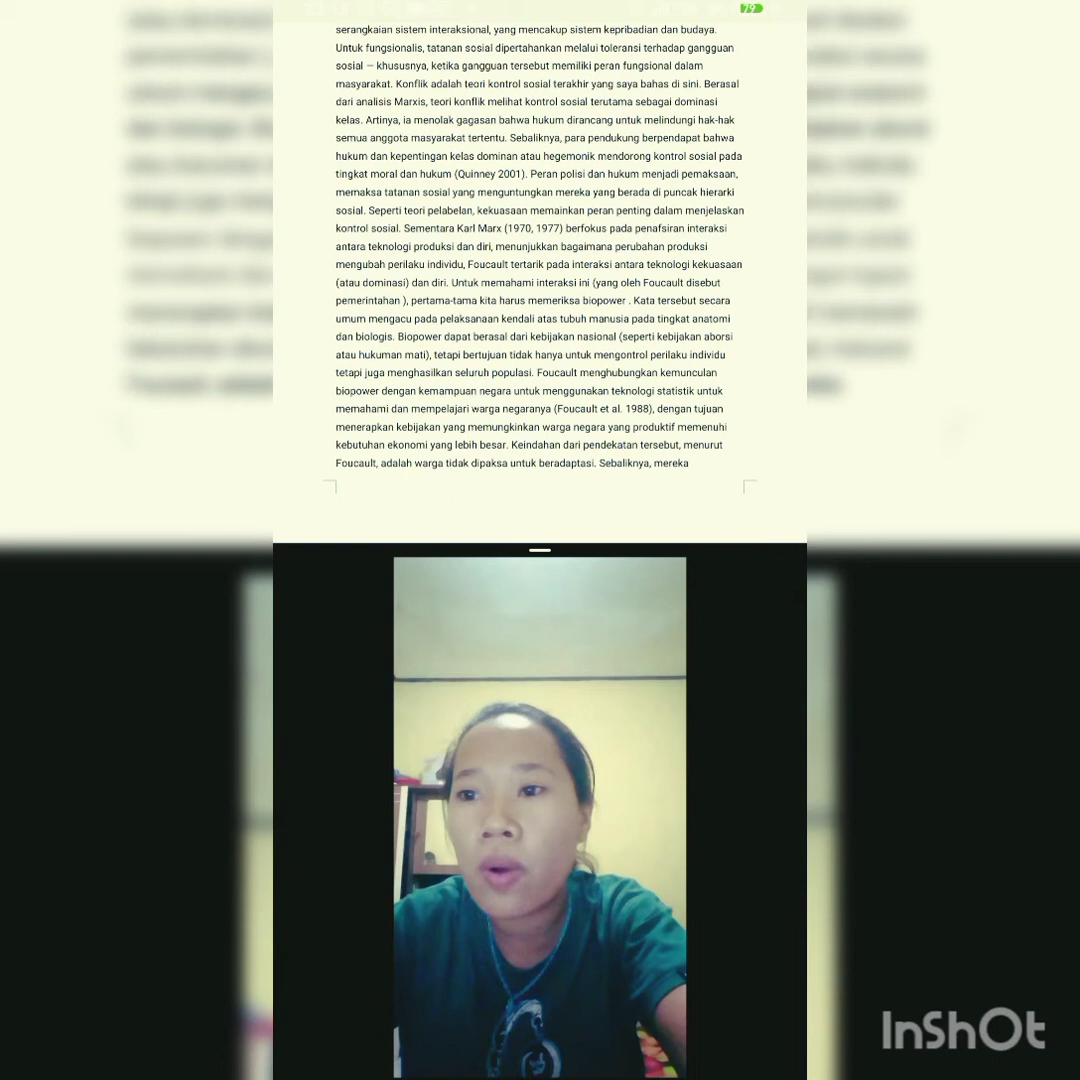 79
serangkaian sistem interaksional, yang mencakup sistem kepribadian dan budaya.
Untuk fungsionalis, tatanan sosial dipertahankan melalui toleransi terhadap gangguan
sosial — khususnya, ketika gangguan tersebut memiliki peran fungsional dalam
masyarakat. Konflik adalah teori kontrol sosial terakhir yang saya bahas di sini. Berasal
dari analisis Marxis, teori konflik melihat kontrol sosial terutama sebagai dominasi
kelas. Artinya, ia menolak gagasan bahwa hukum dirancang untuk melindungi hak-hak
semua anggota masyarakat tertentu. Sebaliknya, para pendukung berpendapat bahwa
hukum dan kepentingan kelas dominan atau hegemonik mendorong kontrol sosial pada
tingkat moral dan hukum (Quinney 2001). Peran polisi dan hukum menjadi pemaksaan,
memaksa tatanan sosial yang menguntungkan mereka yang berada di puncak hierarki
sosial. Seperti teori pelabelan, kekuasaan memainkan peran penting dalam menjelaskan
kontrol sosial. Sementara Karl Marx (1970, 1977) berfokus pada penafsiran interaksi
antara teknologi produksi dan diri, menunjukkan bagaimana perubahan produksi
mengubah perilaku individu, Foucault tertarik pada interaksi antara teknologi kekuasaan
(atau dominasi) dan diri. Untuk memahami interaksi ini (yang oleh Foucault disebut
pemerintahan ), pertama-tama kita harus memeriksa biopower . Kata tersebut secara
umum mengacu pada pelaksanaan kendali atas tubuh manusia pada tingkat anatomi
dan biologis. Biopower dapat berasal dari kebijakan nasional (seperti kebijakan aborsi
atau hukuman mati), tetapi bertujuan tidak hanya untuk mengontrol perilaku individu
tetapi juga menghasilkan seluruh populasi. Foucault menghubungkan kemunculan
biopower dengan kemampuan negara untuk menggunakan teknologi statistik untuk
memahami dan mempelajari warga negaranya (Foucault et al. 1988), dengan tujuan
menerapkan kebijakan yang memungkinkan warga negara yang produktif memenuhi
kebutuhan ekonomi yang lebih besar. Keindahan dari pendekatan tersebut, menurut
Foucault, adalah warga tidak dipaksa untuk beradaptasi. Sebaliknya, mereka
InShOt